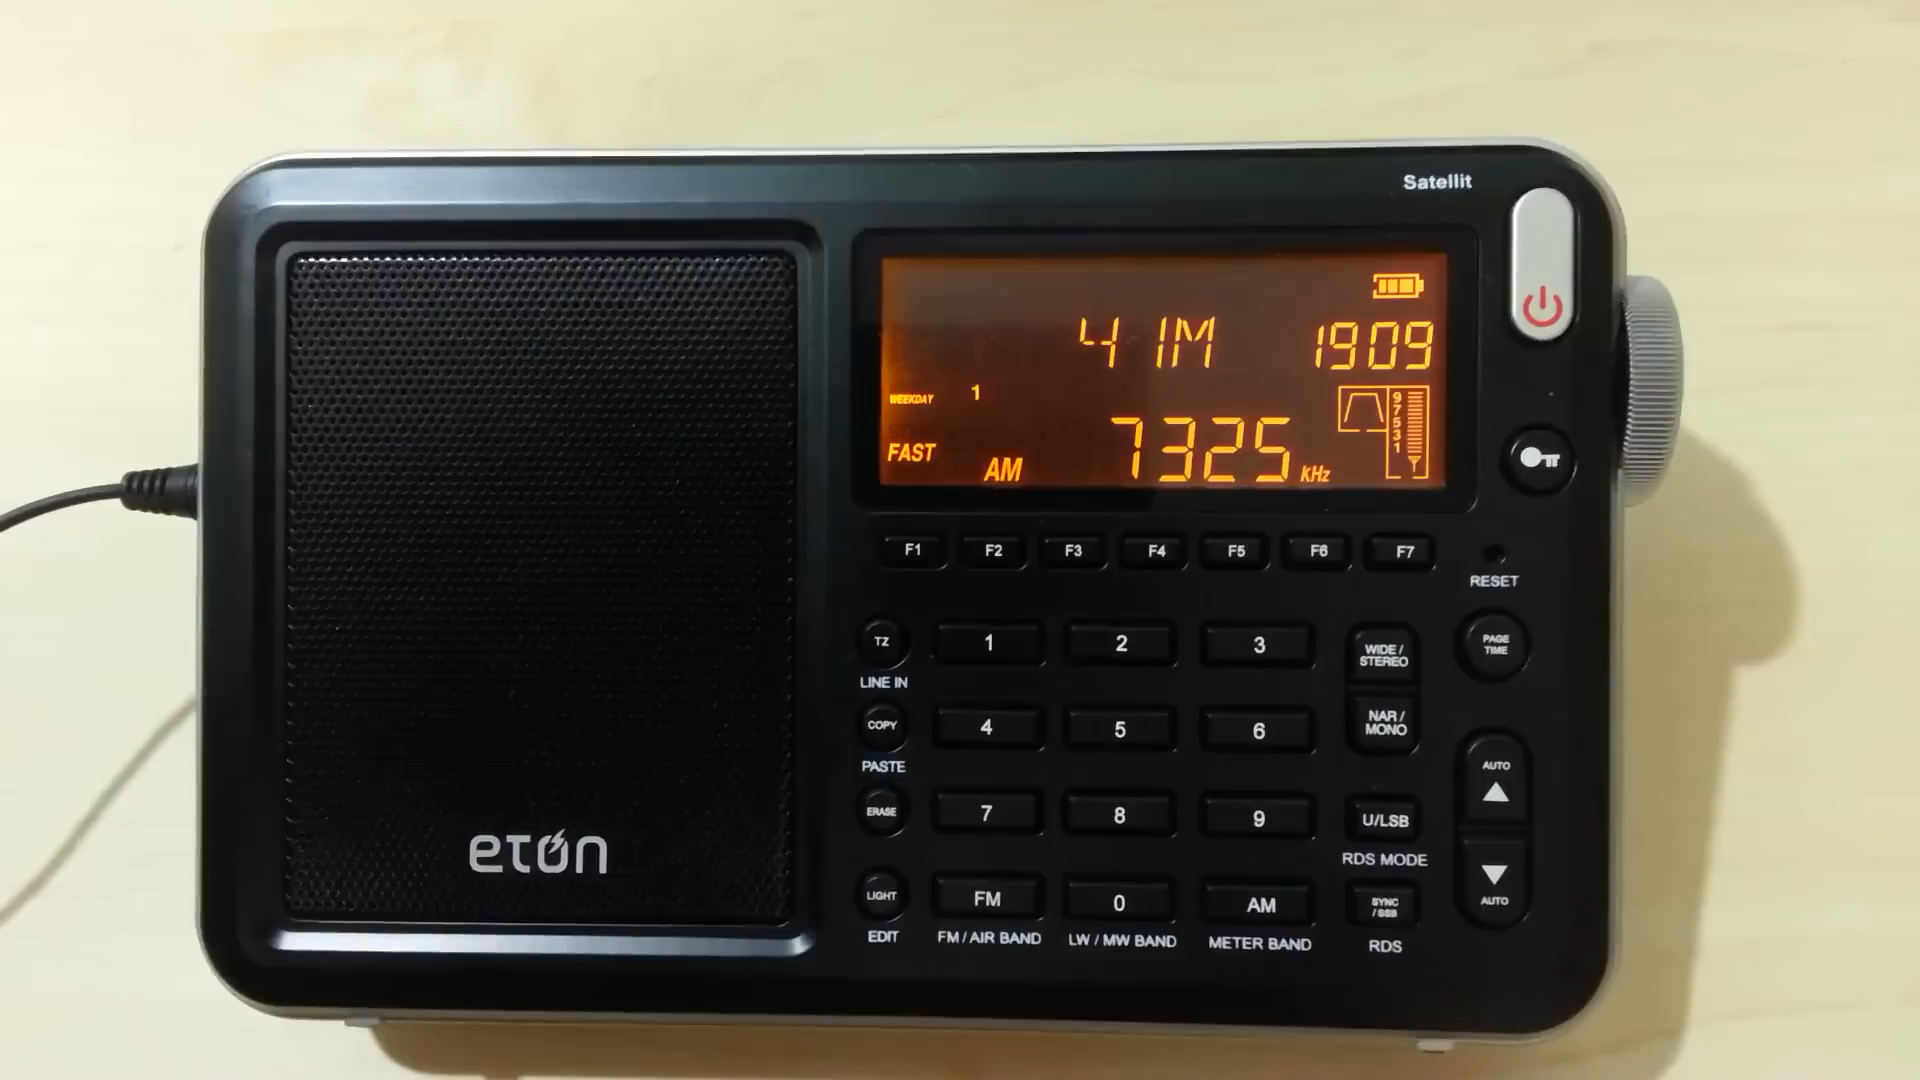 Satellit
41M 1909
WEEKDAY 1
9
7
5
3
1
FAST AM 7325 kHz
F1 F2 F3 F4 F5 F6 F7
RESET
TZ 1 2 3 WIDE / STEREO PAGE TIME
LINE IN
COPY 4 5 6 NAR / MONO
PASTE
AUTO
ERASE 7 8 9 U/LSB
RDS MODE
etón
LIGHT FM 0 AM SYNC / SSB AUTO
EDIT FM / AIR BAND LW / MW BAND METER BAND RDS